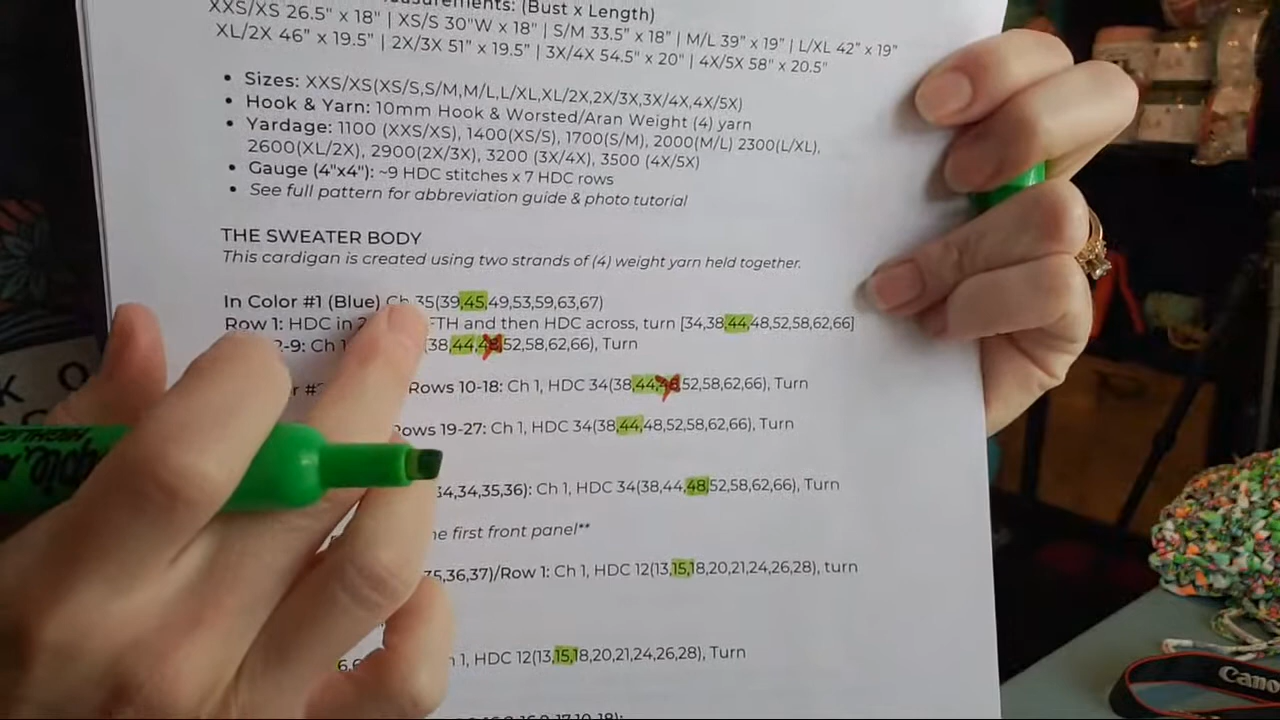 asurements: (Bust x Length)
XXS/XS 26.5" x 18" | XS/S 30"W x 18" | S/M 33.5" x 18" | M/L 39" x 19" | L/XL 42" x 19"
XL/2X 46" x 19.5" | 2X/3X 51" x 19.5" | 3X/4X 54.5" x 20" | 4X/5X 58" x 20.5"
• Sizes: XXS/XS(XS/S,S/M,M/L,L/XL,XL/2X,2X/3X,3X/4X,4X/5X)
• Hook & Yarn: 10mm Hook & Worsted/Aran Weight (4) yarn
• Yardage: 1100 (XXS/XS), 1400(XS/S), 1700(S/M), 2000(M/L) 2300(L/XL),
2600(XL/2X), 2900(2X/3X), 3200 (3X/4X), 3500 (4X/5X)
• Gauge (4"x4"): ~9 HDC stitches x 7 HDC rows
• See full pattern for abbreviation guide & photo tutorial
THE SWEATER BODY
This cardigan is created using two strands of (4) weight yarn held together.
In Color #1 (Blue) Ch 35(39,45,49,53,59,63,67)
Row 1: HDC in 2 FTH and then HDC across, turn [34,38,44,48,52,58,62,66]
2-9: Ch 1 (38,44,48,52,58,62,66), Turn
r # Rows 10-18: Ch 1, HDC 34(38,44,48,52,58,62,66), Turn
Rows 19-27: Ch 1, HDC 34(38,44,48,52,58,62,66), Turn
34,34,35,36): Ch 1, HDC 34(38,44,48,52,58,62,66), Turn
he first front panel**
35,36,37)/Row 1: Ch 1, HDC 12(13,15,18,20,21,24,26,28), turn
1, HDC 12(13,15,18,20,21,24,26,28), Turn
Cano